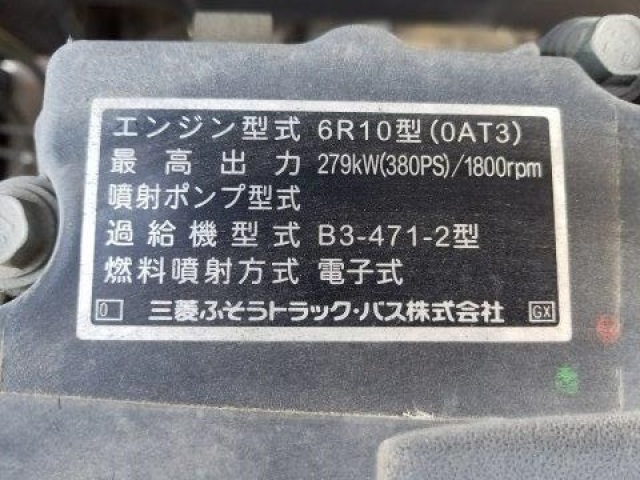 エンジン型式 6R10型(0AT3)
最高出力 279kW(380PS)/1800rpm
噴射ポンプ型式
過給機型式 B3-471-2型
燃料噴射方式 電子式
0 三菱ふそうトラック・バス株式会社 GX